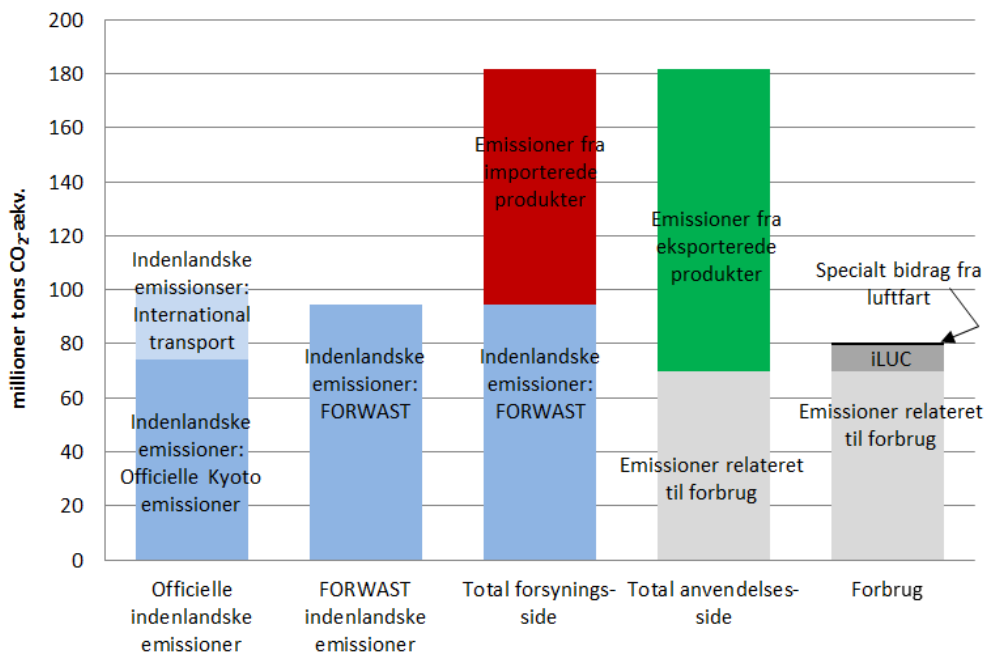 millioner tons CO2-ækv.
200
180
160
140
120
100
80
60
40
20
0
Indenlandske
emissionser:
International
transport
Indenlandske
emissioner:
Officielle Kyoto
emissioner
Indenlandske
emissioner:
FORWAST
Emissioner fra
importerede
produkter
Indenlandske
emissioner:
FORWAST
Emissioner fra
eksporterede
produkter
Emissioner relateret
til forbrug
Specialt bidrag fra
luftfart
iLUC
Emissioner relateret
til forbrug
Officielle
indenlandske
emissioner
FORWAST
indenlandske
emissioner
Total forsynings-
side
Total anvendelses-
side
Forbrug